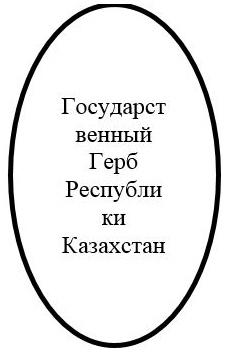 Государст
венный
Герб
Республи
ки
Казахстан